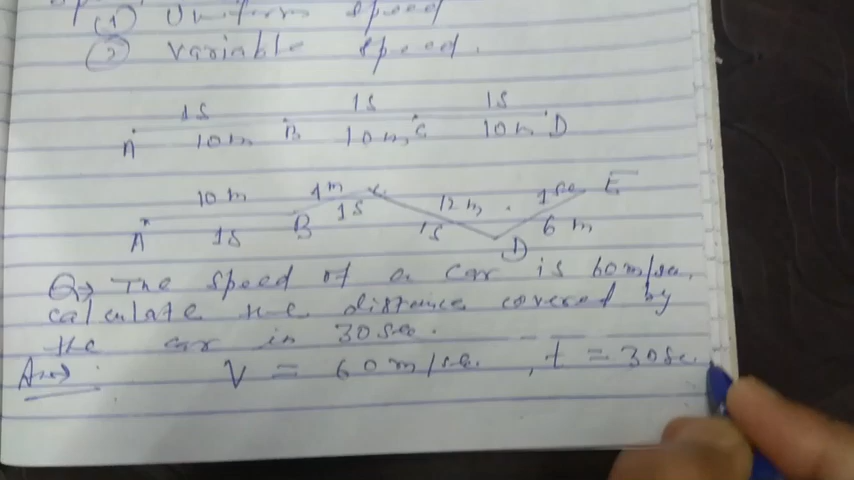 (1) Uniform speed
(2) Variable speed.
1S 1S 1S
A 10m B 10m C 10m D
10m 1m 12m 1sec E
A 1S B 1S 1S D 6m
Q→ The speed of a car is 60m/sec,
calculate the distance covered by
the car in 30sec.
Ans→ V = 60m/sec. , t = 30sec.